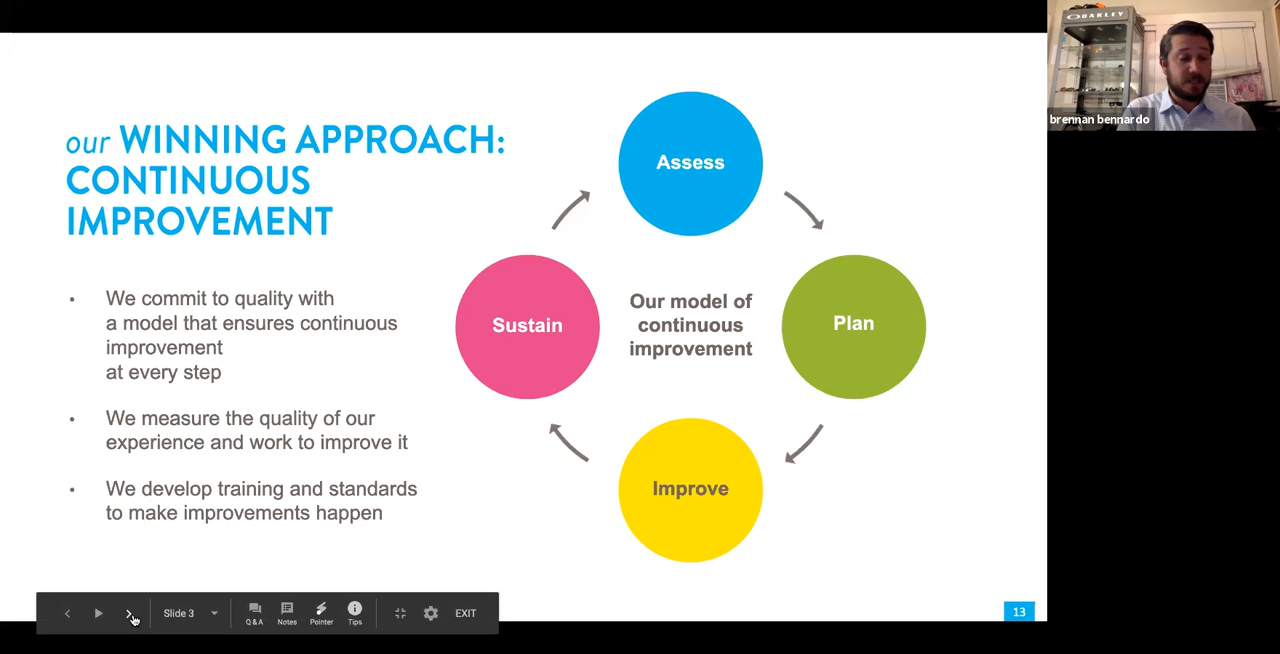 our WINNING APPROACH:
CONTINUOUS
IMPROVEMENT
• We commit to quality with
a model that ensures continuous
improvement
at every step
• We measure the quality of our
experience and work to improve it
• We develop training and standards
to make improvements happen
Assess
Plan
Improve
Sustain
Our model of
continuous
improvement
13
Slide 3
Q & A
Notes
Pointer
Tips
EXIT
OAKLEY
brennan bennardo